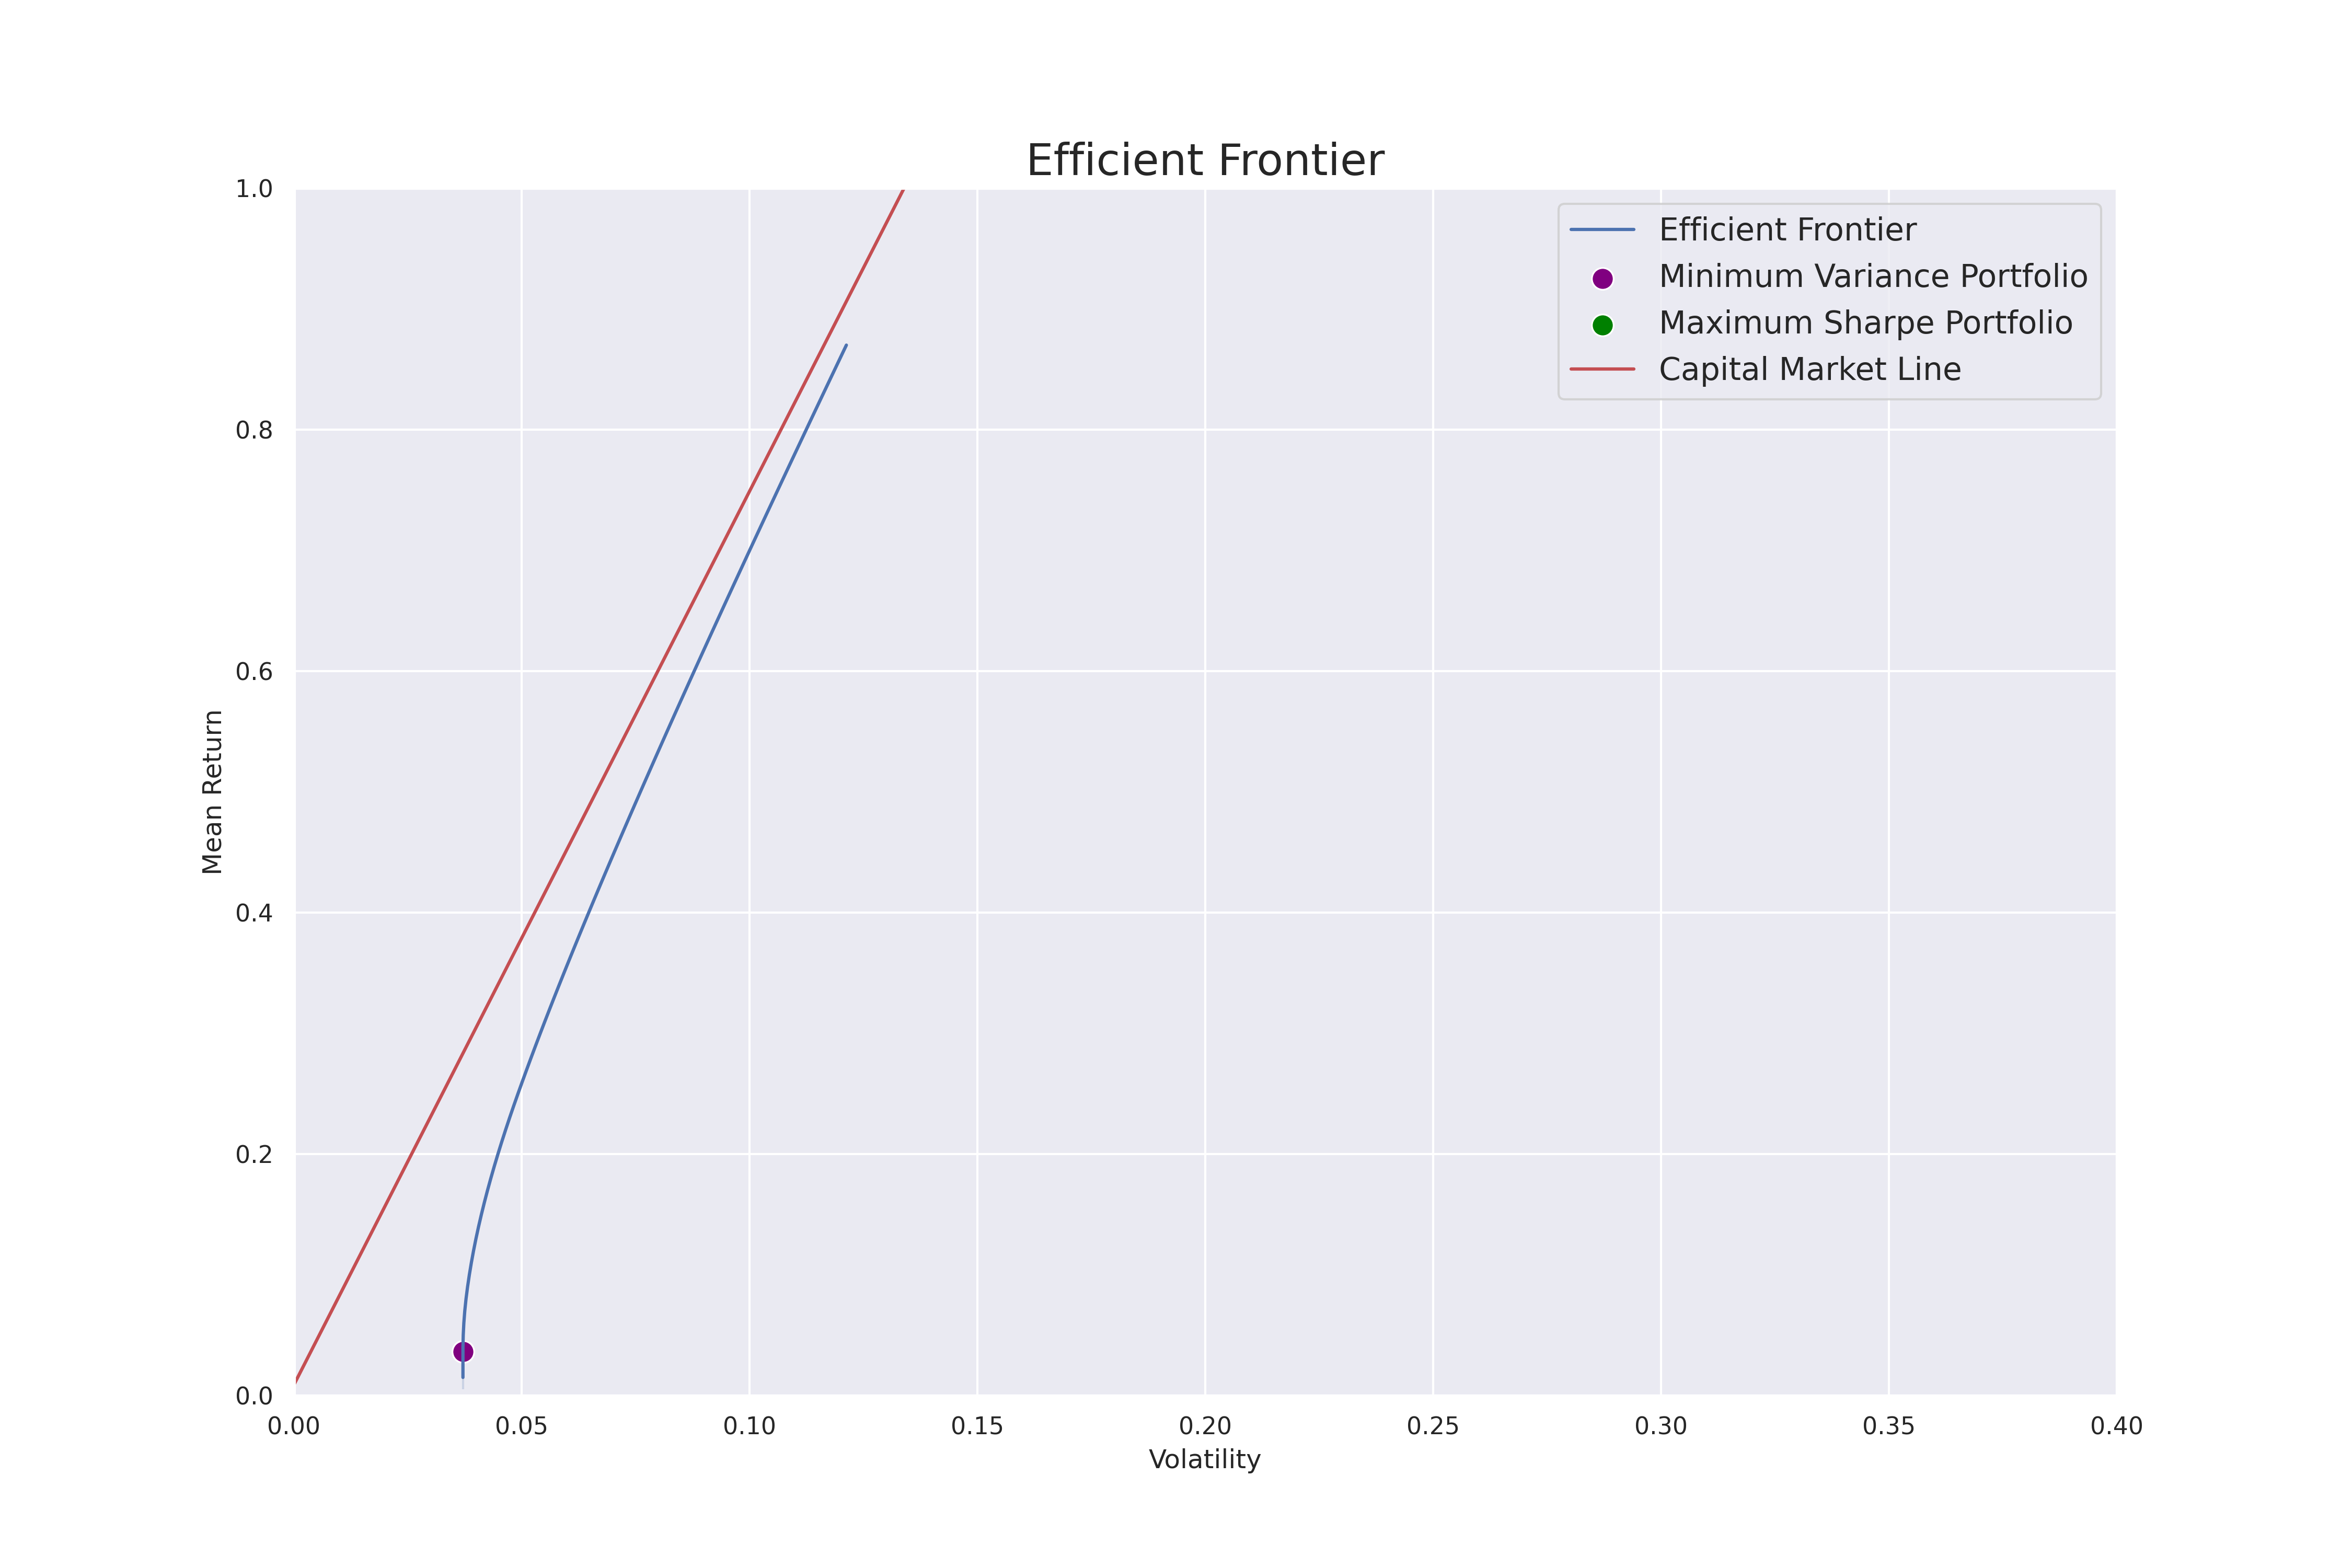 Efficient Frontier
1.0
0.8
0.6
0.4
0.2
0.0
Mean Return
0.00 0.05 0.10 0.15 0.20 0.25 0.30 0.35 0.40
Volatility
Efficient Frontier
Minimum Variance Portfolio
Maximum Sharpe Portfolio
Capital Market Line